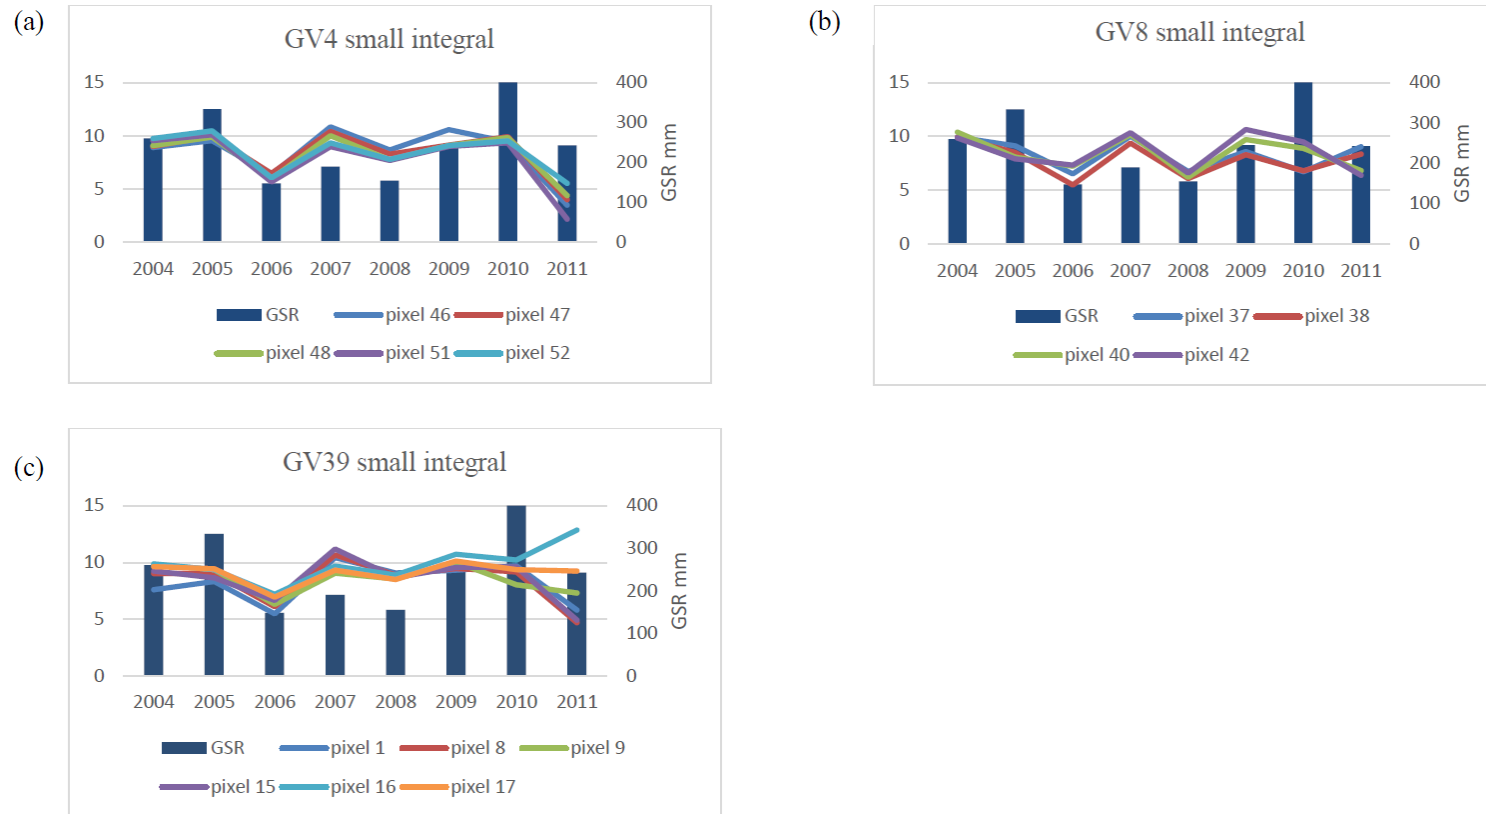 (a)
GV4 small integral
15 400
10 300
200
5 100
0 0
GSR mm
2004 2005 2006 2007 2008 2009 2010 2011
GSR pixel 46 pixel 47
pixel 48 pixel 51 pixel 52
(b)
GV8 small integral
15 400
10 300
200
5 100
0 0
GSR mm
2004 2005 2006 2007 2008 2009 2010 2011
GSR pixel 37 pixel 38
pixel 40 pixel 42
(c)
GV39 small integral
15 400
10 300
200
5 100
0 0
GSR mm
2004 2005 2006 2007 2008 2009 2010 2011
GSR pixel 1 pixel 8 pixel 9
pixel 15 pixel 16 pixel 17